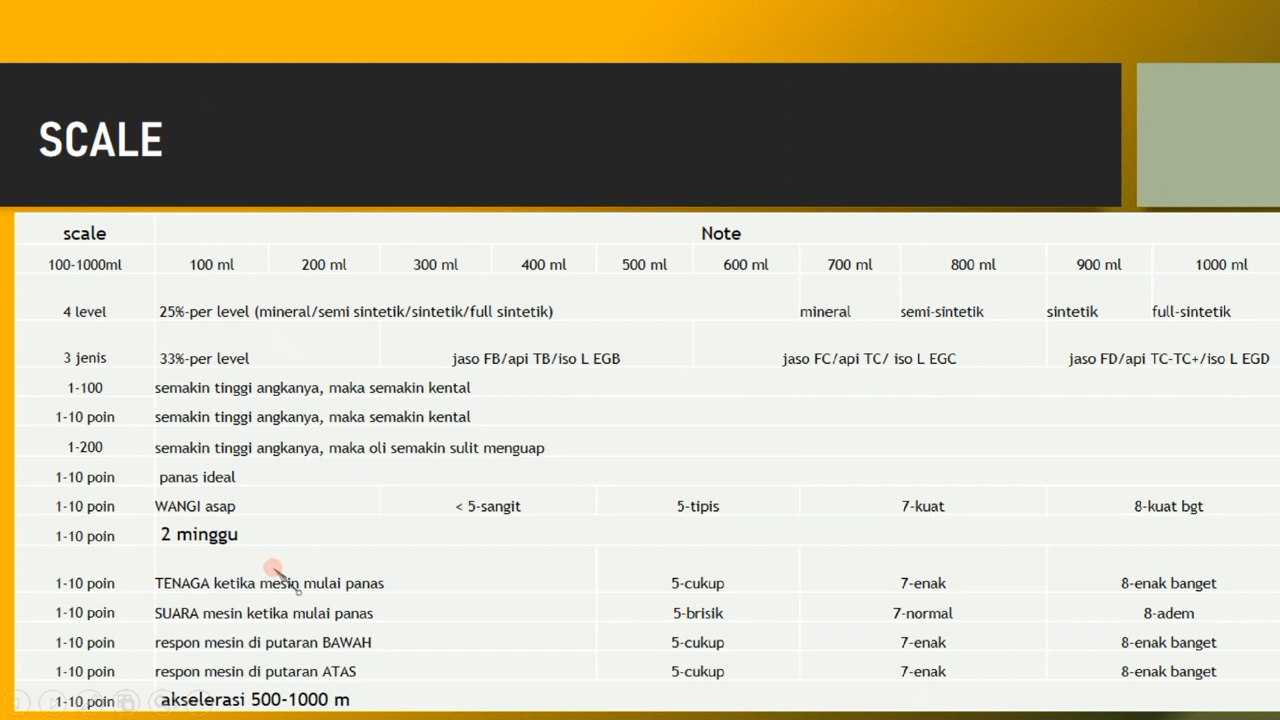 SCALE
scale Note
100-1000ml 100 ml 200 ml 300 ml 400 ml 500 ml 600 ml 700 ml 800 ml 900 ml 1000 ml
4 level 25%-per level (mineral/semi sintetik/sintetik/full sintetik) mineral semi-sintetik sintetik full-sintetik
3 jenis 33%-per level jaso FB/api TB/iso L EGB jaso FC/api TC/ iso L EGC jaso FD/api TC-TC+/iso L EGD
1-100 semakin tinggi angkanya, maka semakin kental
1-10 poin semakin tinggi angkanya, maka semakin kental
1-200 semakin tinggi angkanya, maka oli semakin sulit menguap
1-10 poin panas ideal
1-10 poin WANGI asap < 5-sangit 5-tipis 7-kuat 8-kuat bgt
1-10 poin 2 minggu
1-10 poin TENAGA ketika mesin mulai panas 5-cukup 7-enak 8-enak banget
1-10 poin SUARA mesin ketika mulai panas 5-brisik 7-normal 8-adem
1-10 poin respon mesin di putaran BAWAH 5-cukup 7-enak 8-enak banget
1-10 poin respon mesin di putaran ATAS 5-cukup 7-enak 8-enak banget
1-10 poin akselerasi 500-1000 m